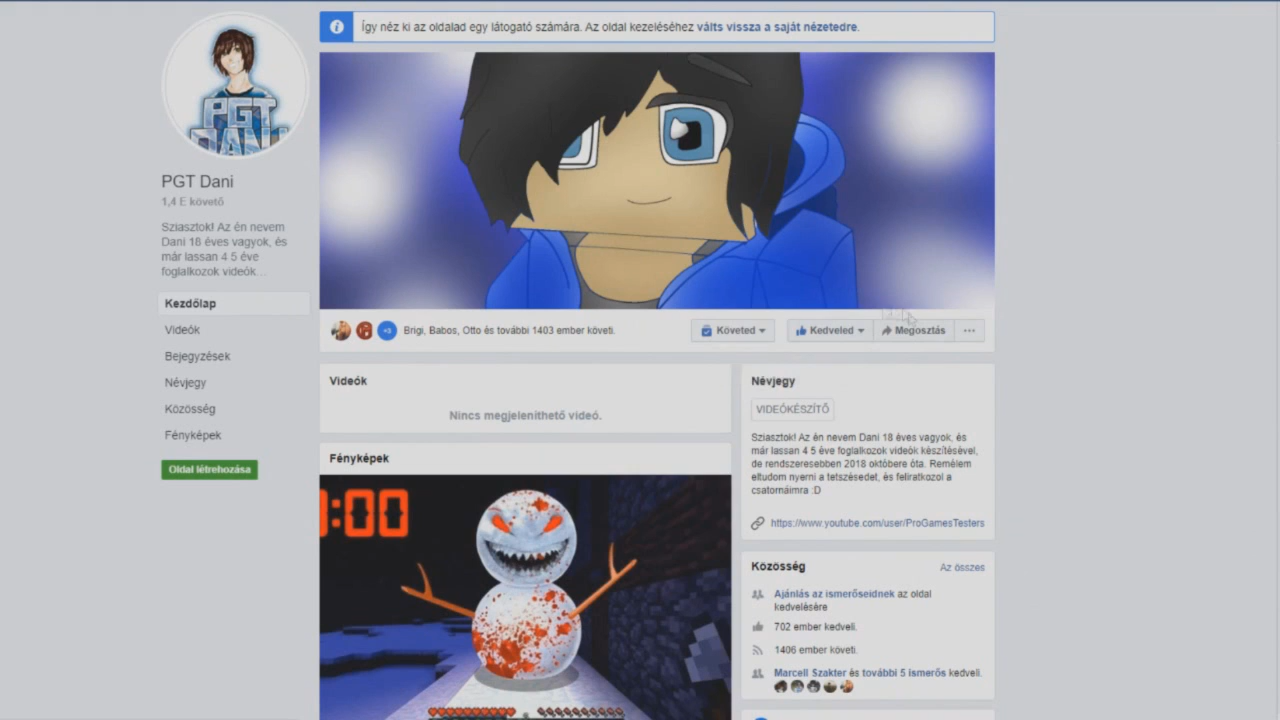 Így néz ki az oldalad egy látogató számára. Az oldal kezeléséhez válts vissza a saját nézetedre.
PGT
DANI
PGT Dani
1,4 E követő
Sziasztok! Az én nevem
Dani 18 éves vagyok, és
már lassan 4 5 éve
foglalkozok videók...
Kezdőlap
Videók
Bejegyzések
Névjegy
Közösség
Fényképek
Oldal létrehozása
+3
Brigi, Babos, Otto és további 1403 ember követi.
Követed
Kedveled
Megosztás
Videók
Nincs megjeleníthető videó.
Fényképek
:00
Névjegy
VIDEÓKÉSZÍTŐ
Sziasztok! Az én nevem Dani 18 éves vagyok, és
már lassan 4 5 éve foglalkozok videók készítésével,
de rendszeresebben 2018 októbere óta. Remélem
eltudom nyerni a tetszésedet, és feliratkozol a
csatornáimra :D
https://www.youtube.com/user/ProGamesTesters
Közösség
Az összes
Ajánlás az ismerőseidnek az oldal
kedvelésére
702 ember kedveli.
1406 ember követi.
Marcell Szakter és további 5 ismerős kedveli.